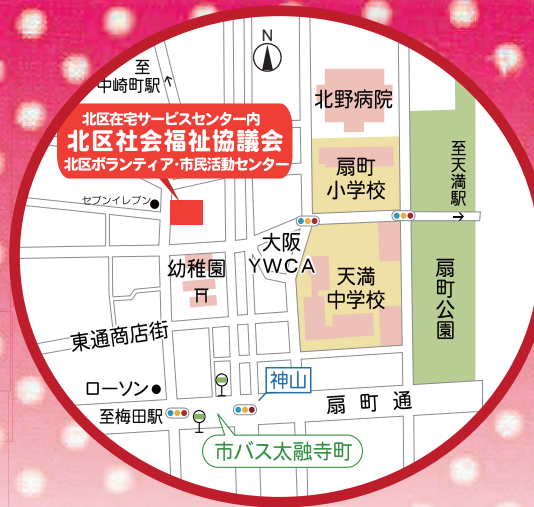 N
至
中崎町駅
北区在宅サービスセンター内
北区社会福祉協議会
北区ボランティア・市民活動センター
北野病院
扇町
小学校
至天満駅
セブンイレブン
大阪
YWCA
幼稚園
天満
中学校
扇町公園
東通商店街
神山
ローソン
扇町通
至梅田駅
市バス太融寺町